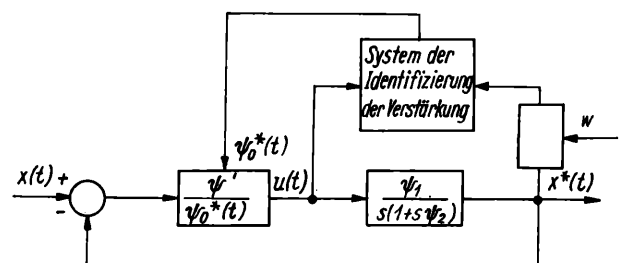 System der
Identifizierung
der Verstärkung
w
ψ₀*(t)
x(t) +
-
ψ'
ψ₀*(t)
u(t)
ψ₁
s(1+sψ₂)
x*(t)